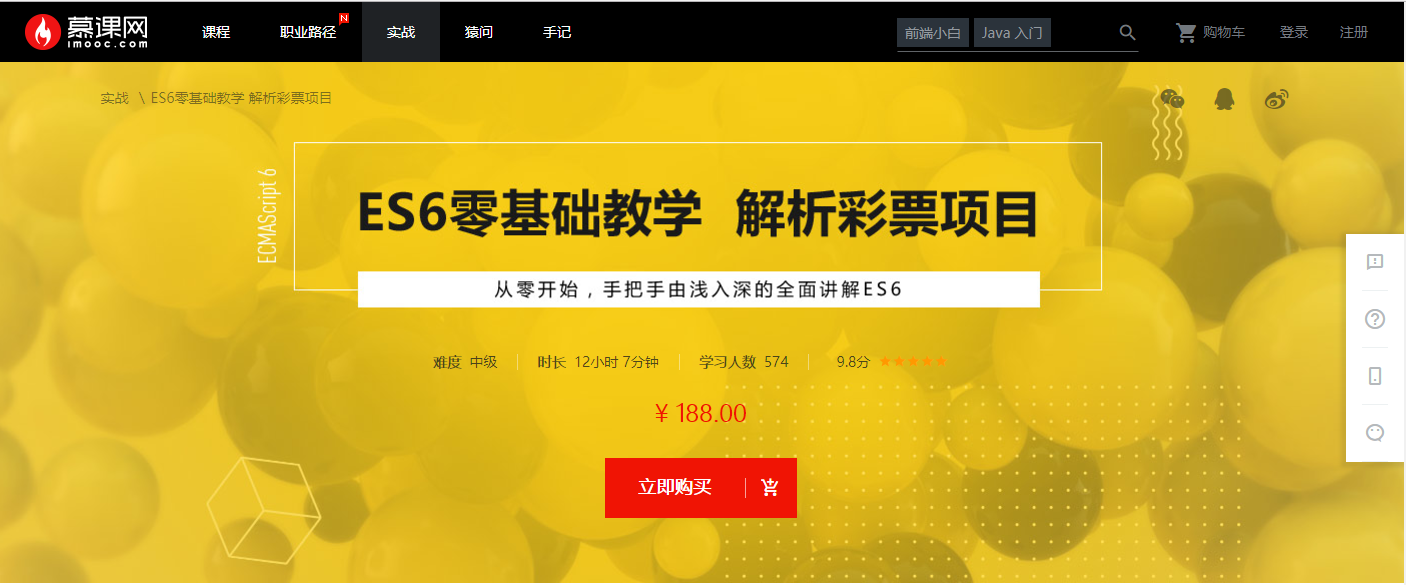 慕课网
imooc.com
课程 职业路径 N 实战 猿问 手记
前端小白 Java 入门
购物车 登录 注册
实战 \ ES6零基础教学 解析彩票项目
ECMAScript 6
ES6零基础教学 解析彩票项目
从零开始，手把手由浅入深的全面讲解ES6
难度 中级 时长 12小时 7分钟 学习人数 574 9.8分
¥ 188.00
立即购买